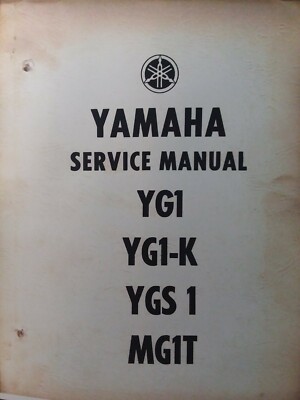 YAMAHA
SERVICE MANUAL
YG1
YG1-K
YGS 1
MG1T